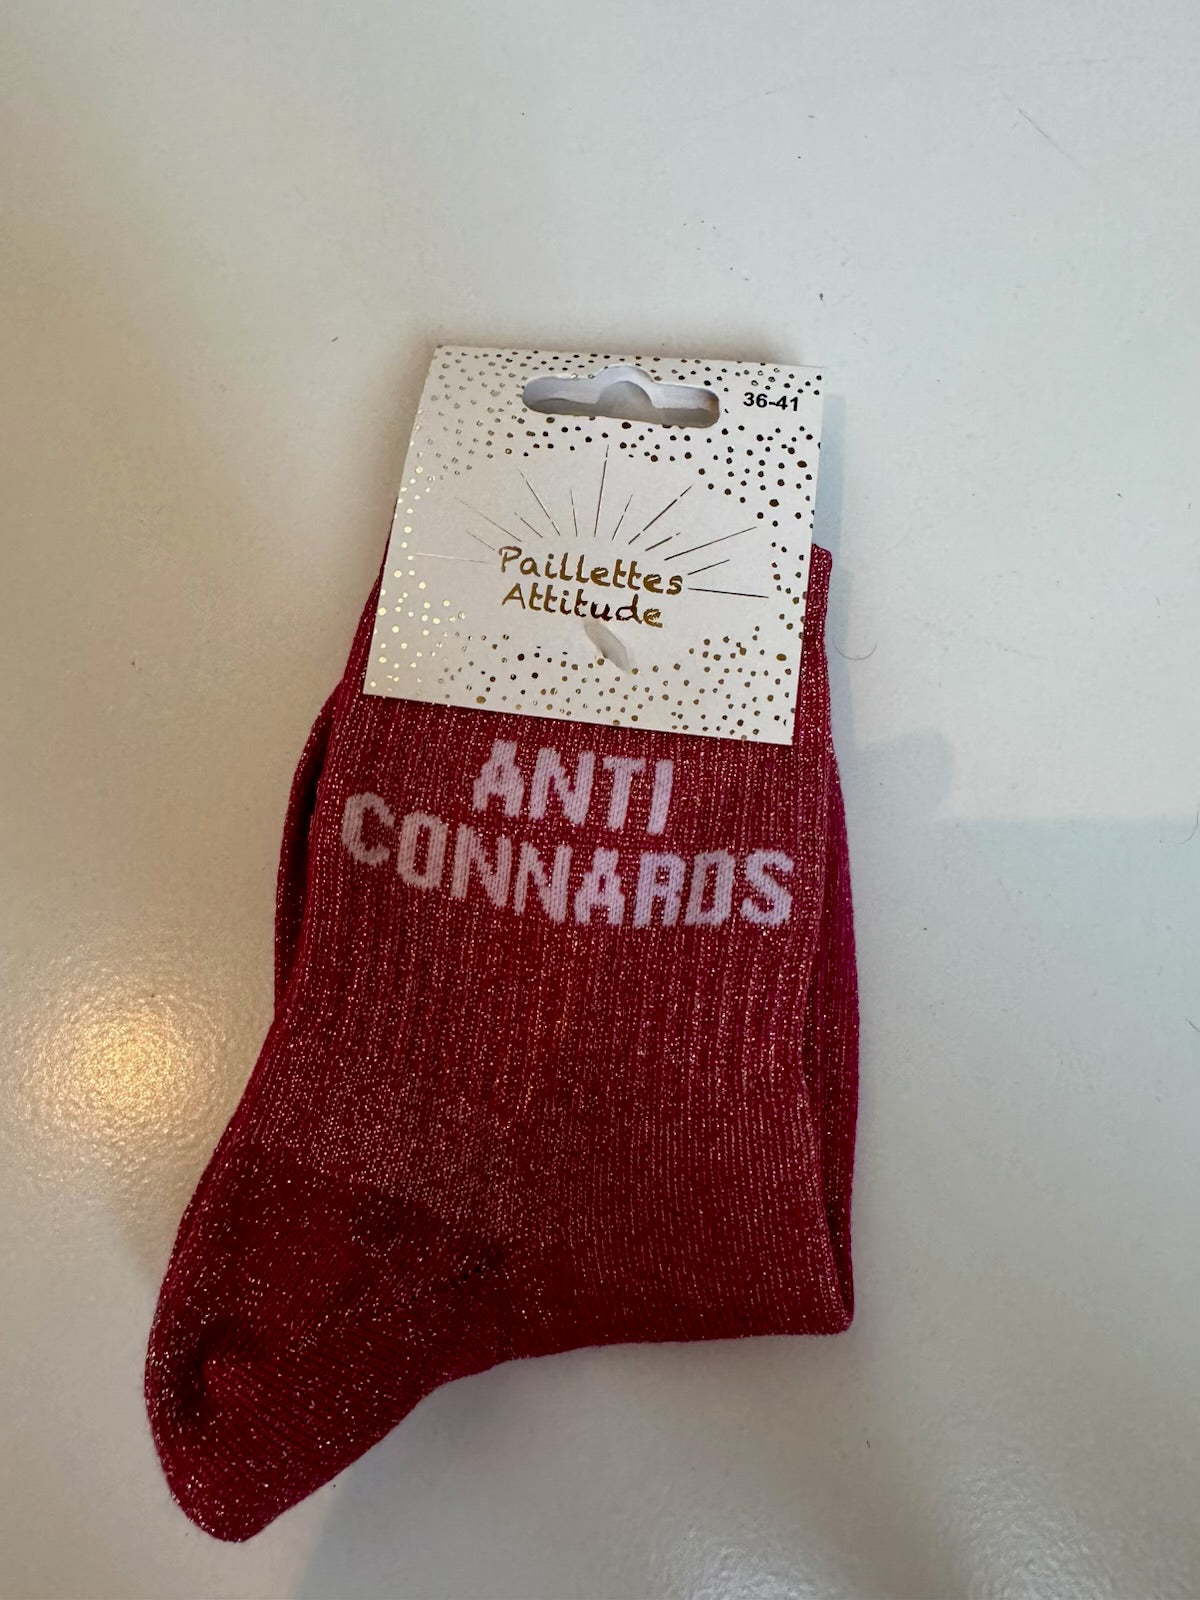 36-41
Paillettes
Attitude
ANTI
CONNARDS